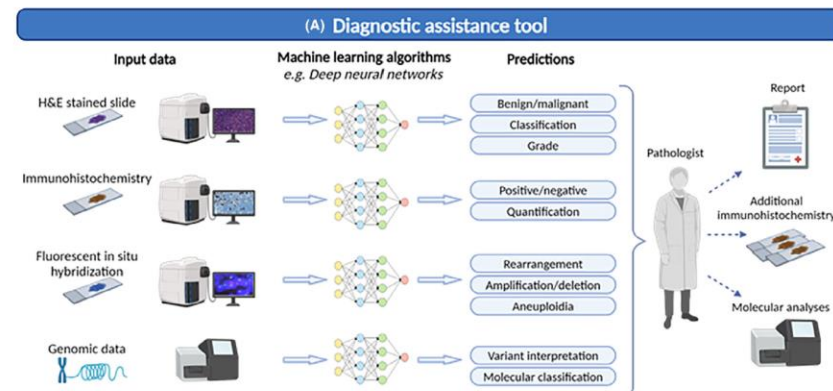 (A) Diagnostic assistance tool
Input data
Machine learning algorithms
e.g. Deep neural networks
Predictions
H&E stained slide
Benign/malignant
Classification
Grade
Immunohistochemistry
Positive/negative
Quantification
Fluorescent in situ
hybridization
Rearrangement
Amplification/deletion
Aneuploidia
Genomic data
Variant interpretation
Molecular classification
Pathologist
Report
Additional
immunohistochemistry
Molecular analyses